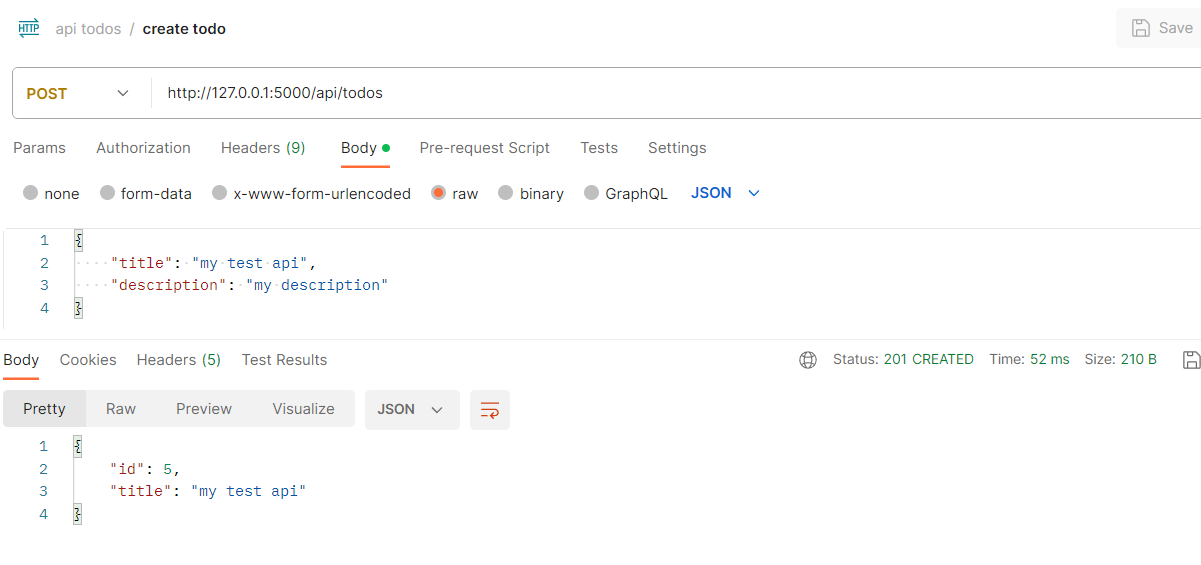 HTTP api todos / create todo Save
POST http://127.0.0.1:5000/api/todos
Params Authorization Headers (9) Body Pre-request Script Tests Settings
none form-data x-www-form-urlencoded raw binary GraphQL JSON
1 {
2 ····"title":·"my·test·api",
3 ····"description":·"my·description"
4 }
Body Cookies Headers (5) Test Results Status: 201 CREATED Time: 52 ms Size: 210 B
Pretty Raw Preview Visualize JSON
1 {
2 "id": 5,
3 "title": "my test api"
4 }